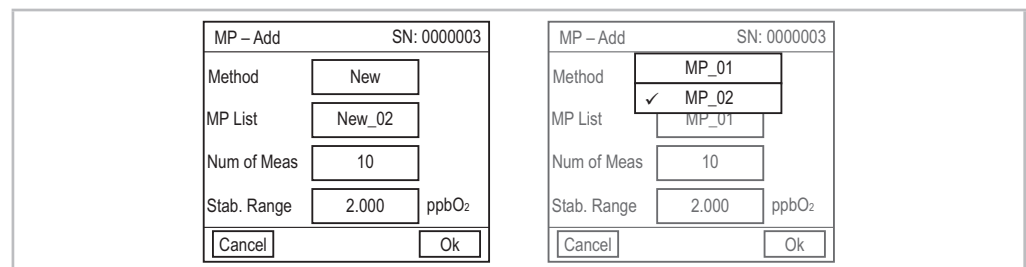 MP – Add SN: 0000003
Method New
MP List New_02
Num of Meas 10
Stab. Range 2.000 ppbO2
Cancel Ok
MP – Add SN: 0000003
MP_01
Method
✓ MP_02
MP List MP_01
Num of Meas 10
Stab. Range 2.000 ppbO2
Cancel Ok